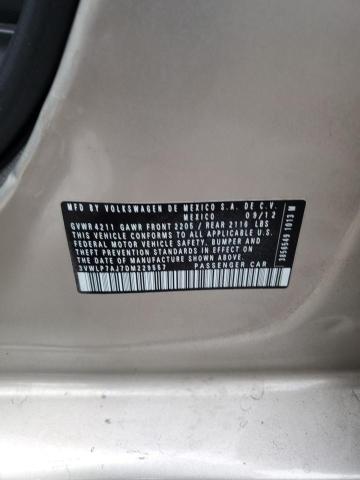 MFD BY VOLKSWAGEN DE MEXICO S.A. DE C.V.
MEXICO 09/12
GVWR 4211 GAWR FRONT 2205 / REAR 2116 LBS
THIS VEHICLE CONFORMS TO ALL APPLICABLE U.S.
FEDERAL MOTOR VEHICLE SAFETY, BUMPER AND
THEFT PREVENTION STANDARDS IN EFFECT ON
THE DATE OF MANUFACTURE SHOWN ABOVE
3VWLP7AJ7DM229557 PASSENGER CAR
3856549 1013 M